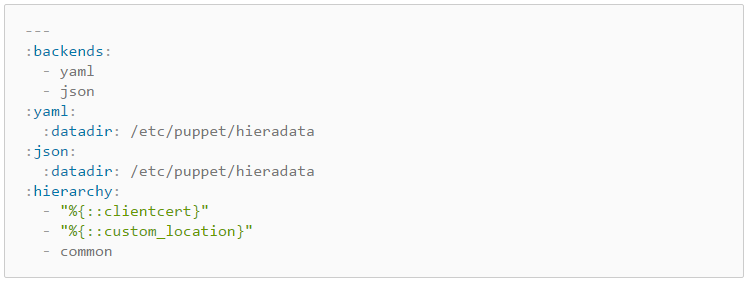 ---
:backends:
  - yaml
  - json
:yaml:
  :datadir: /etc/puppet/hieradata
:json:
  :datadir: /etc/puppet/hieradata
:hierarchy:
  - "%{::clientcert}"
  - "%{::custom_location}"
  - common